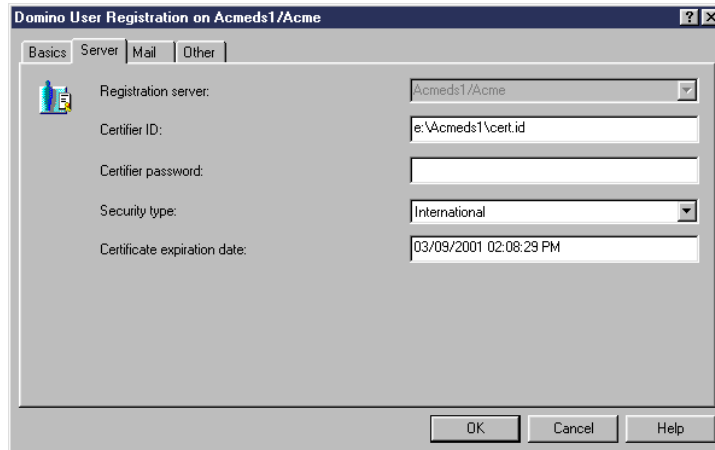 Domino User Registration on Acmeds1/Acme
Basics Server Mail Other
Registration server: Acmeds1/Acme
Certifier ID: e:\Acmeds1\cert.id
Certifier password:
Security type: International
Certificate expiration date: 03/09/2001 02:08:29 PM
OK Cancel Help